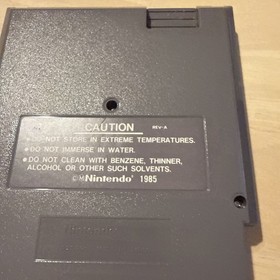 CAUTION REV-A
•DO NOT STORE IN EXTREME TEMPERATURES.
•DO NOT IMMERSE IN WATER.
•DO NOT CLEAN WITH BENZENE, THINNER,
ALCOHOL OR OTHER SUCH SOLVENTS.
©Nintendo® 1985